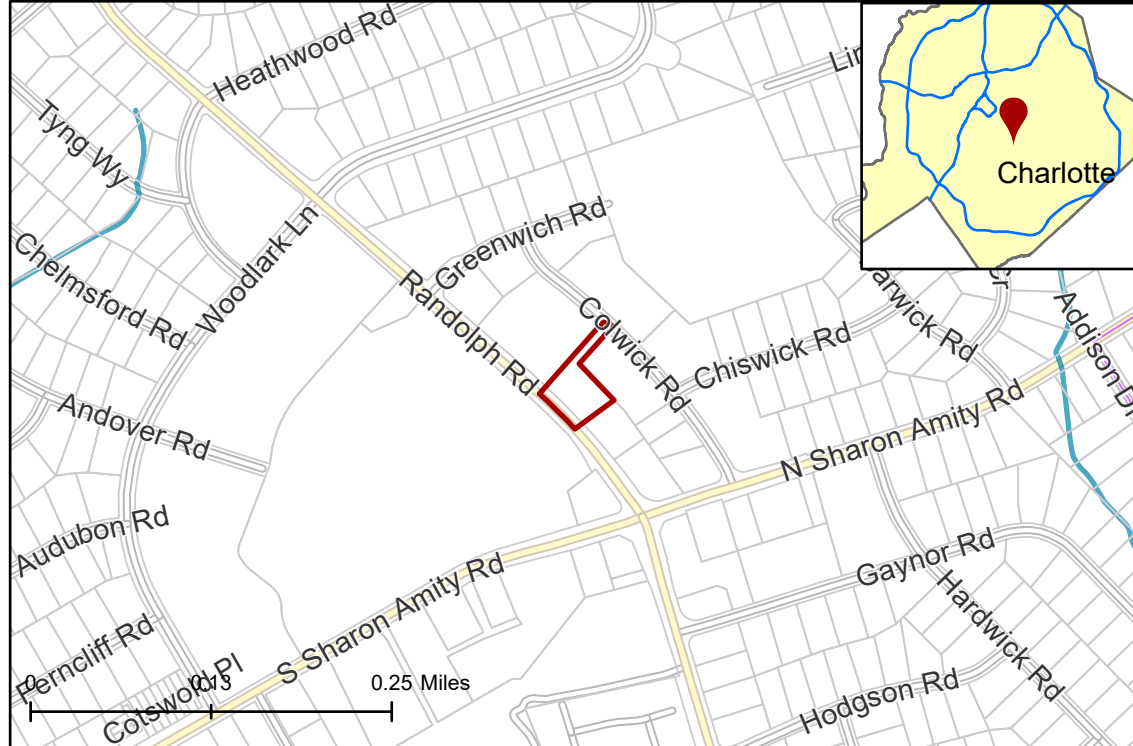 Heathwood Rd
Tyng Wy
Chelmsford Rd
Woodlark Ln
Greenwich Rd
Randolph Rd
Colwick Rd
Chiswick Rd
Charlotte
Addison
N Sharon Amity Rd
Andover Rd
Audubon Rd
Gaynor Rd
Hardwick Rd
S Sharon Amity Rd
Ferncliff Rd
Cotswold Pl
Hodgson Rd
0
0.13
0.25 Miles